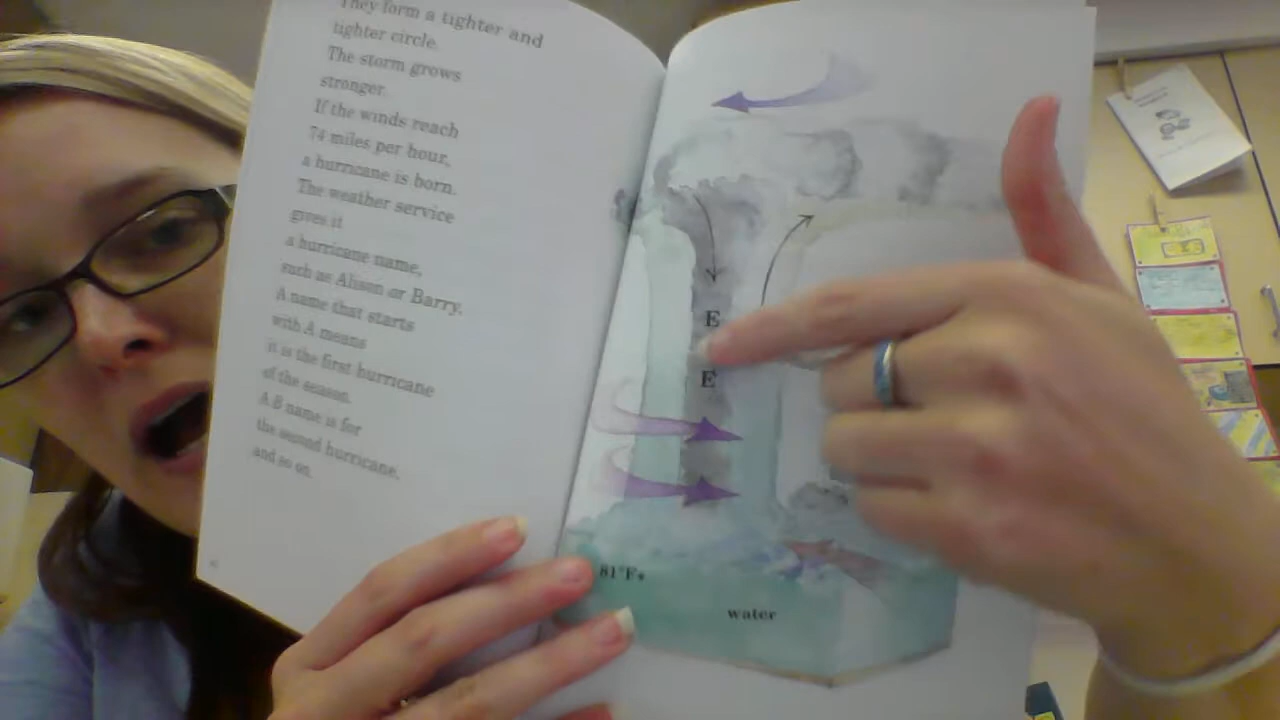 They form a tighter and
tighter circle.
The storm grows
stronger.
If the winds reach
74 miles per hour,
a hurricane is born.
The weather service
gives it
a hurricane name,
such as Alison or Barry.
A name that starts
with A means
it is the first hurricane
of the season.
A B name is for
the second hurricane,
and so on.
E
E
81°F+
water